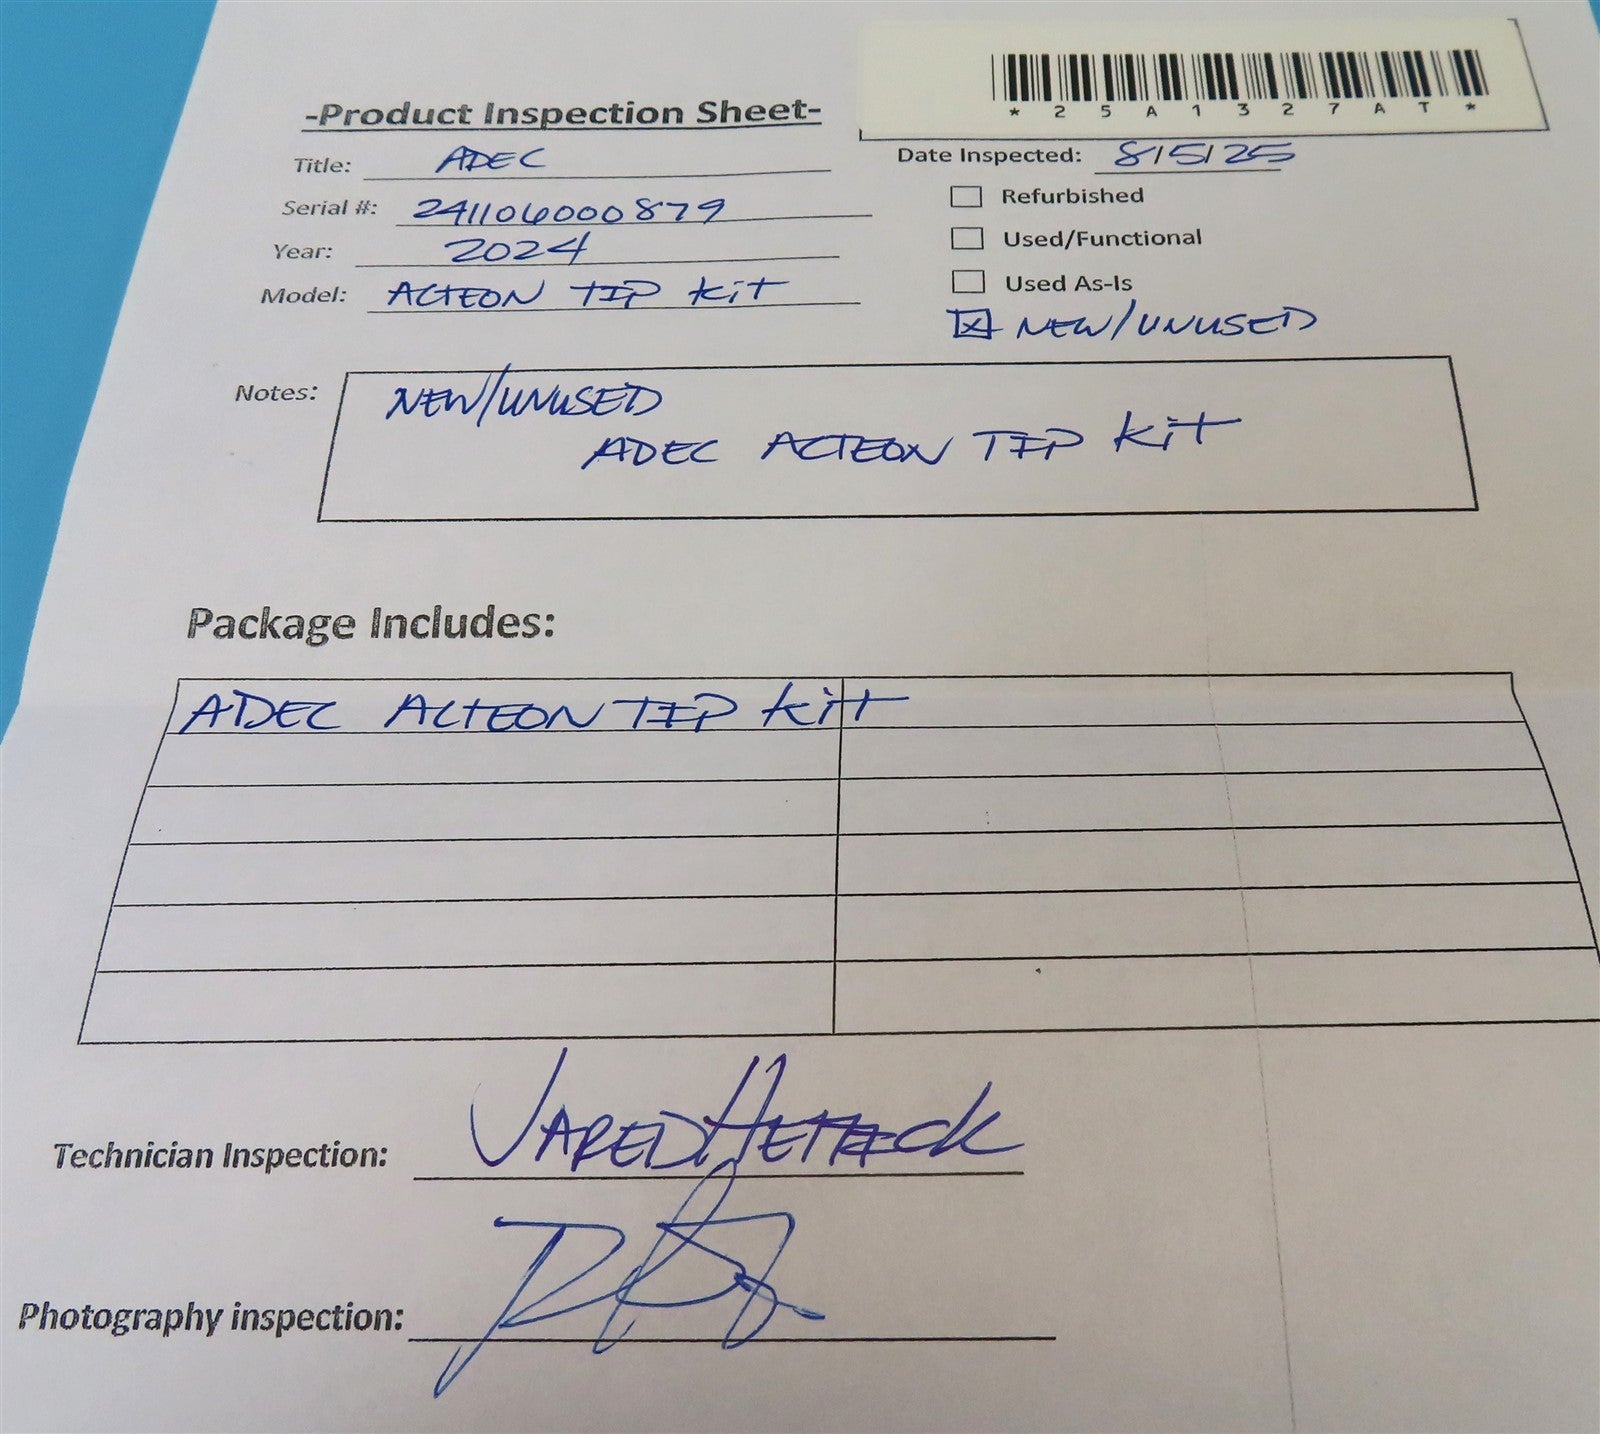 *25A1327AT*
-Product Inspection Sheet-
Title: ADEC
Date Inspected: 8/5/25
Serial #: 241106000879
Refurbished
Year: 2024
Used/Functional
Model: ACTEON TIP Kit
Used As-Is
NEW/UNUSED
Notes: NEW/UNUSED
ADEC ACTEON TIP Kit
Package Includes:
ADEC ACTEON TIP Kit
Technician Inspection: JARED
Photography inspection: